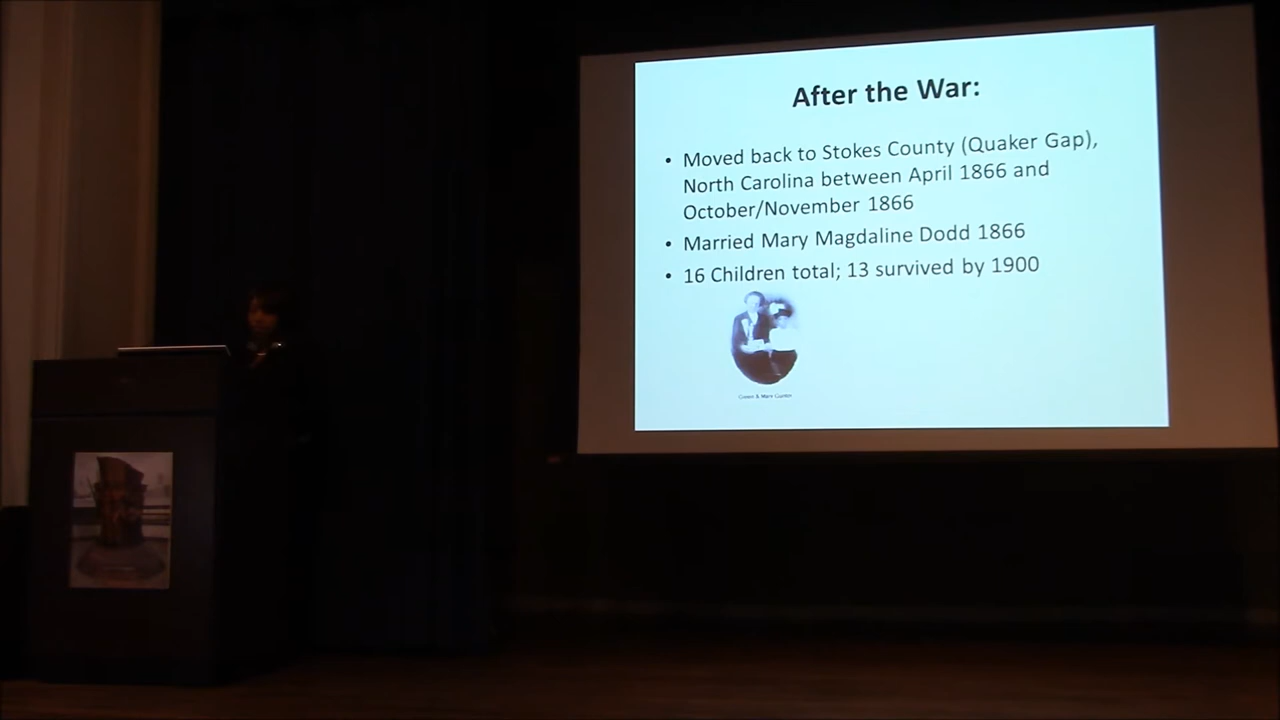 After the War:
• Moved back to Stokes County (Quaker Gap),
North Carolina between April 1866 and
October/November 1866
• Married Mary Magdaline Dodd 1866
• 16 Children total; 13 survived by 1900
& Mary